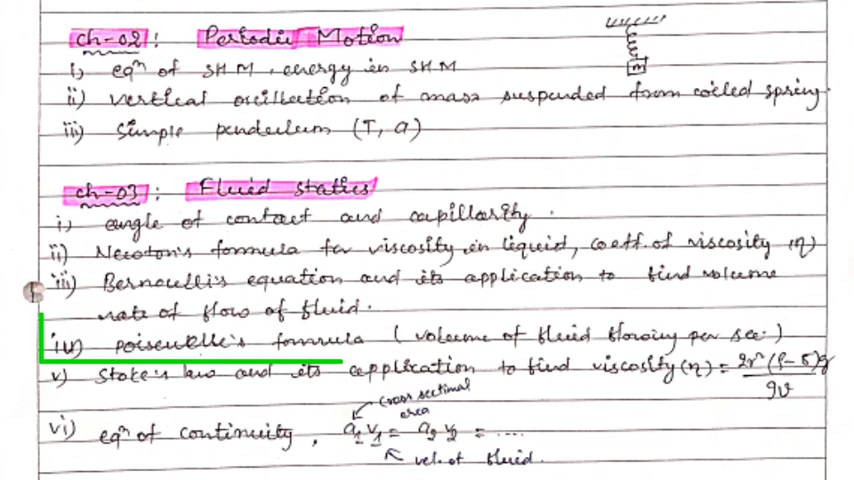 ch-02: Periodic Motion
i) eqⁿ of SHM, energy in SHM
m
ii) vertical oscillation of mass suspended from coiled spring.
iii) Simple pendulum (T, a)
ch-03: Fluid statics
i) angle of contact and capillarity.
ii) Newton's formula for viscosity in liquid, coeff. of viscosity (η)
iii) Bernoulli's equation and its application to find volume
rate of flow of fluid.
iv) poiseuille's formula (volume of fluid flowing per sec.)
v) Stoke's law and its application to find viscosity (η) = 2r²(ρ-σ)g/9v
cross sectional
area
vi) eqⁿ of continuity, a₁v₁ = a₂v₂ = ....
vel. of fluid.